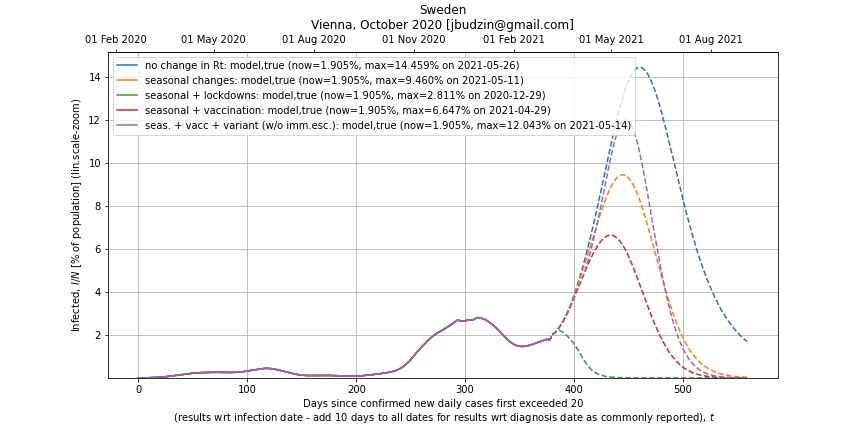 Sweden
Vienna, October 2020 [jbudzin@gmail.com]
01 Feb 2020 01 May 2020 01 Aug 2020 01 Nov 2020 01 Feb 2021 01 May 2021 01 Aug 2021
no change in Rt: model,true (now=1.905%, max=14.459% on 2021-05-26)
seasonal changes: model,true (now=1.905%, max=9.460% on 2021-05-11)
seasonal + lockdowns: model,true (now=1.905%, max=2.811% on 2020-12-29)
seasonal + vaccination: model,true (now=1.905%, max=6.647% on 2021-04-29)
seas. + vacc + variant (w/o imm.esc.): model,true (now=1.905%, max=12.043% on 2021-05-14)
Infected, I/N [% of population] (lin.scale-zoom)
14
12
10
8
6
4
2
0 100 200 300 400 500
Days since confirmed new daily cases first exceeded 20
(results wrt infection date - add 10 days to all dates for results wrt diagnosis date as commonly reported), t